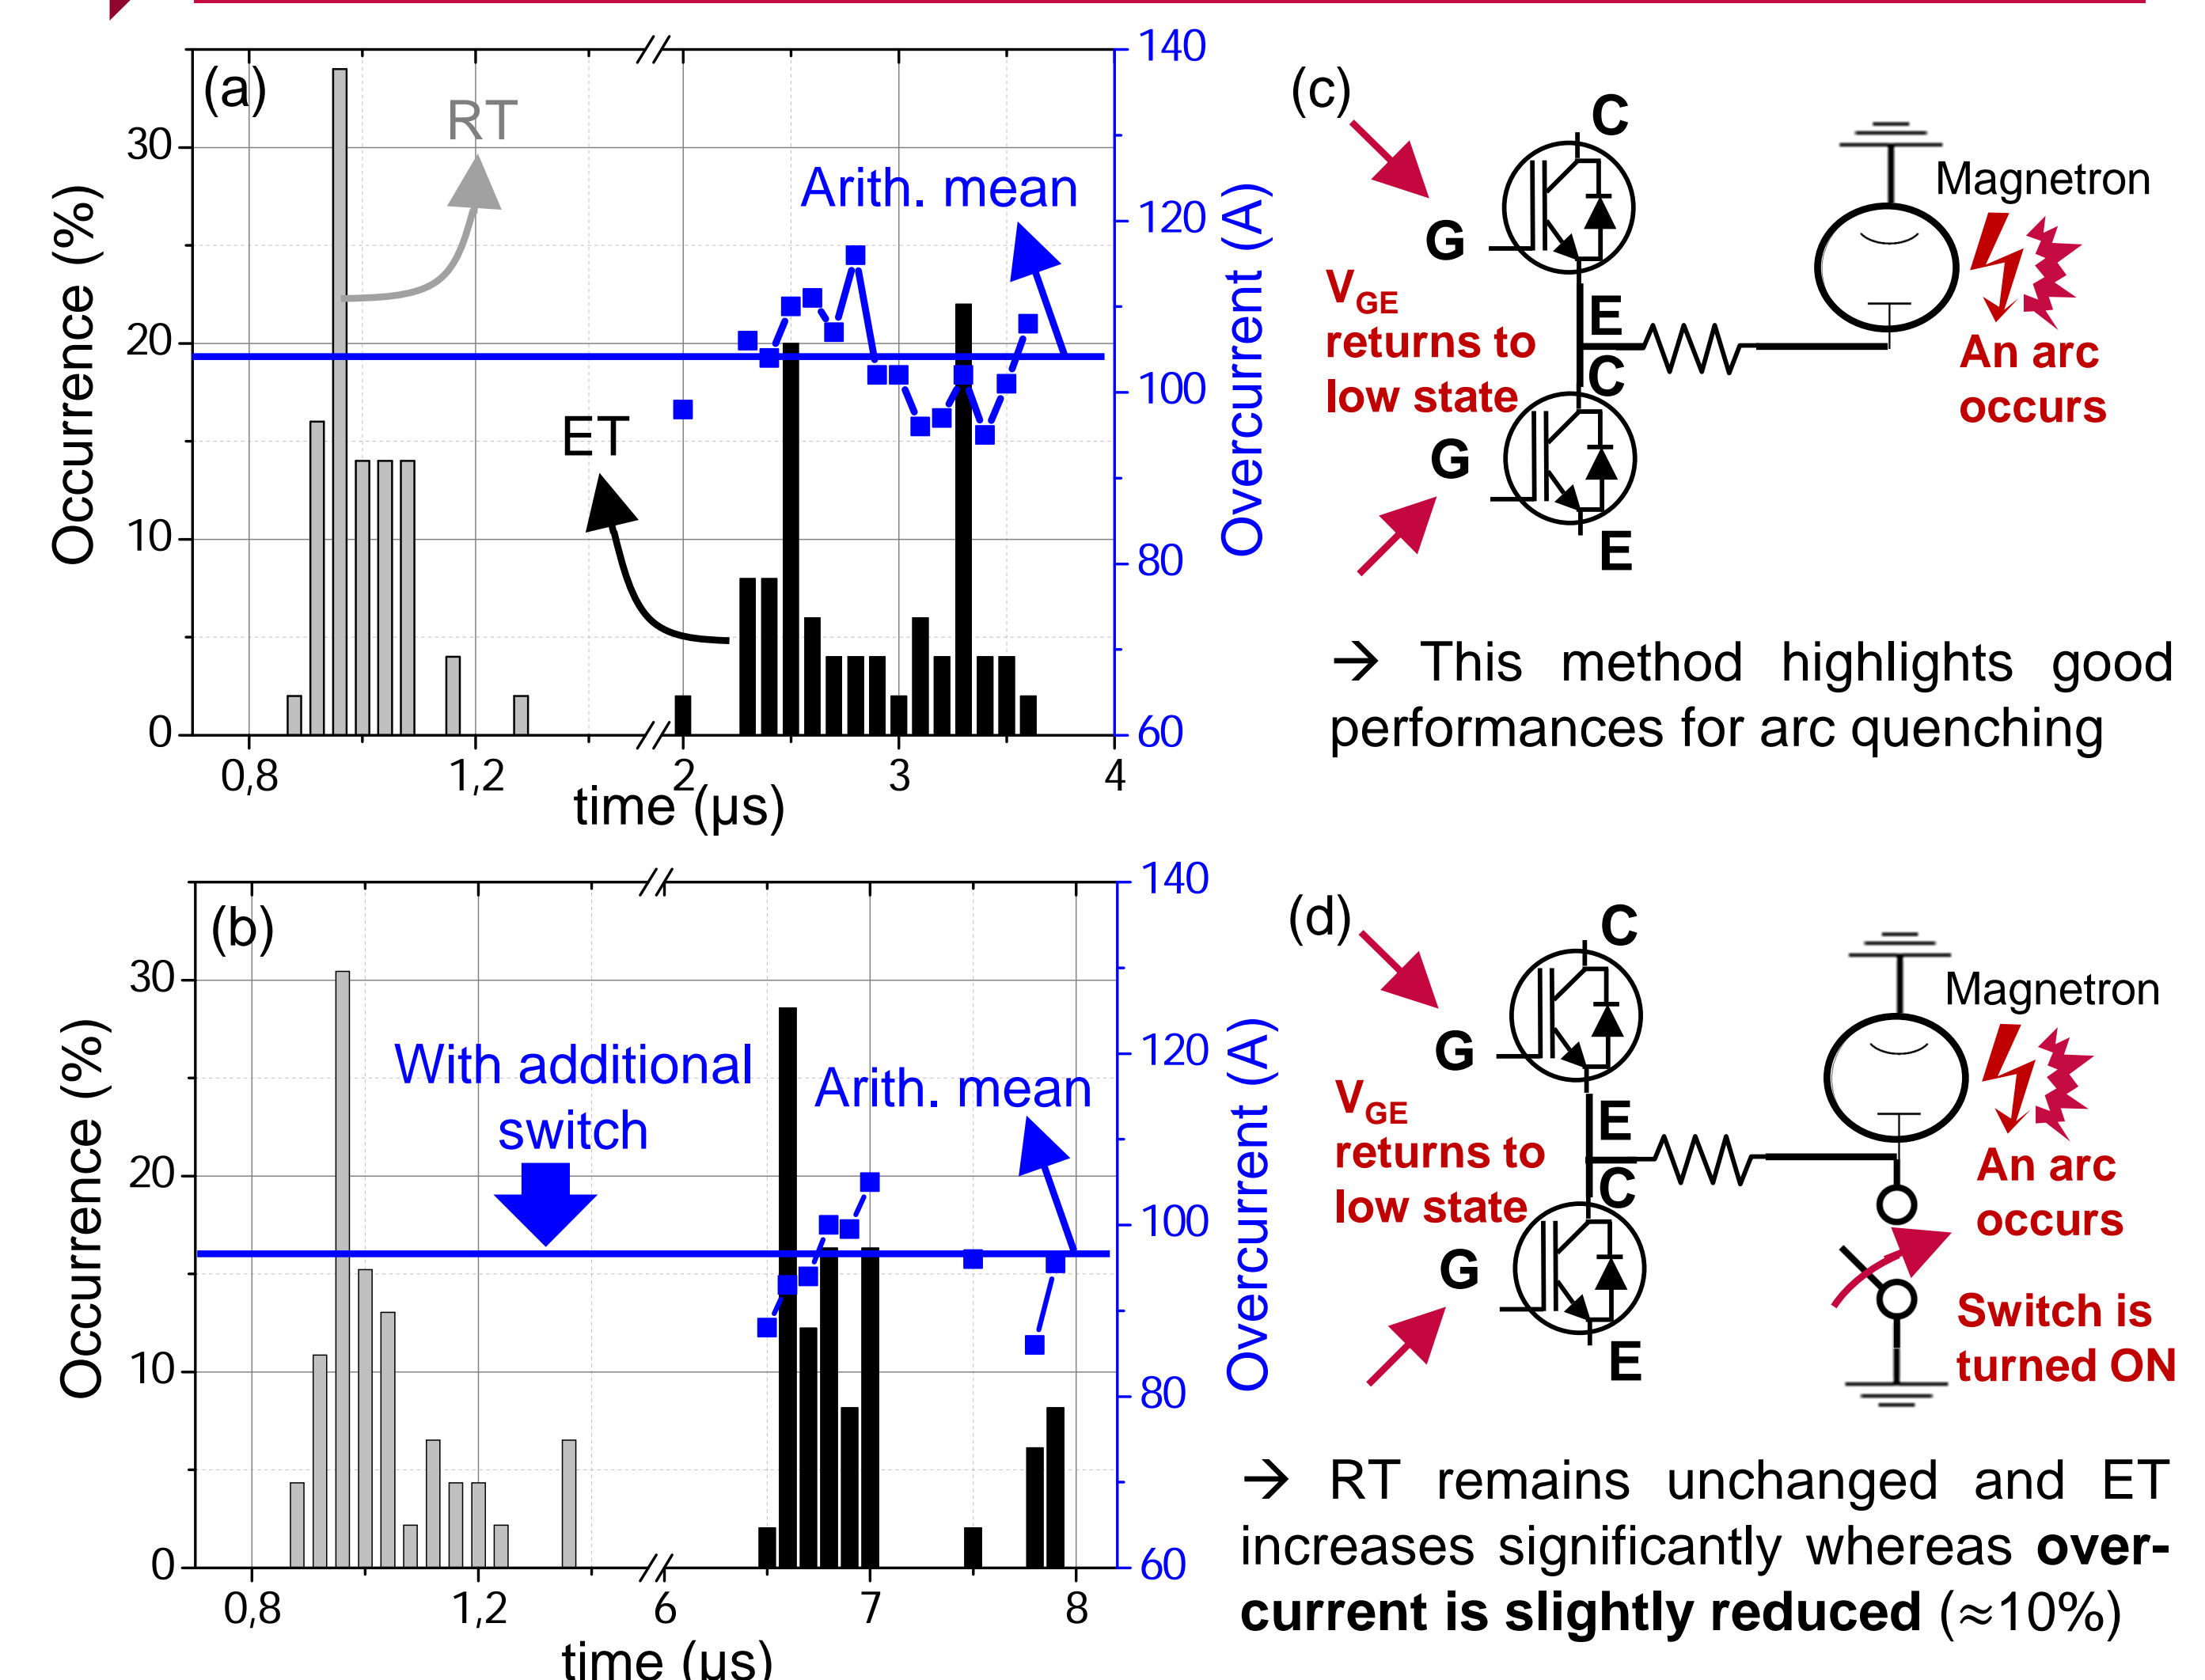 (a)
RT
Arith. mean
ET
Occurrence (%)
30
20
10
0
0,8
1,2
2
3
4
time (µs)
140
120
100
80
60
Overcurrent (A)
(c)
C
G
V_GE
returns to
low state
E
C
G
E
Magnetron
An arc
occurs
→ This method highlights good
performances for arc quenching
(b)
With additional
switch
Arith. mean
Occurrence (%)
30
20
10
0
0,8
1,2
6
7
8
time (µs)
140
120
100
80
60
Overcurrent (A)
(d)
C
G
V_GE
returns to
low state
E
C
G
E
Magnetron
An arc
occurs
Switch is
turned ON
→ RT remains unchanged and ET
increases significantly whereas over-
current is slightly reduced (≈10%)